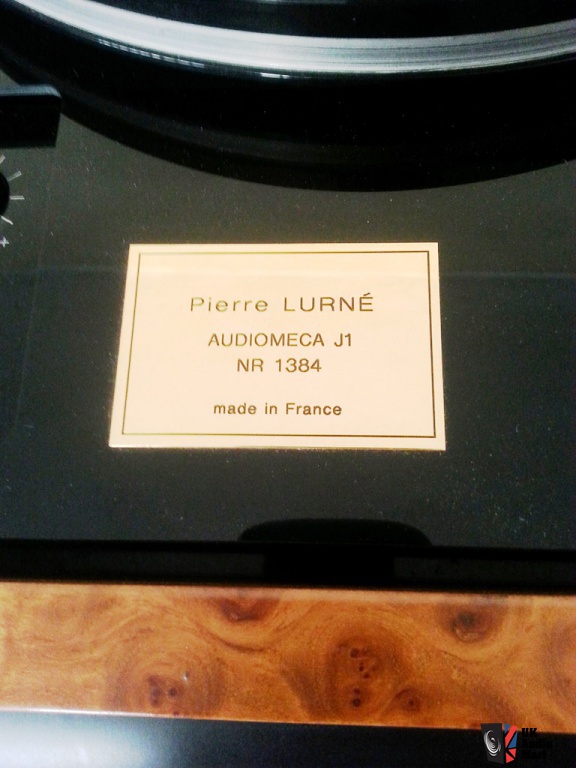 Pierre LURNÉ
AUDIOMECA J1
NR 1384
made in France